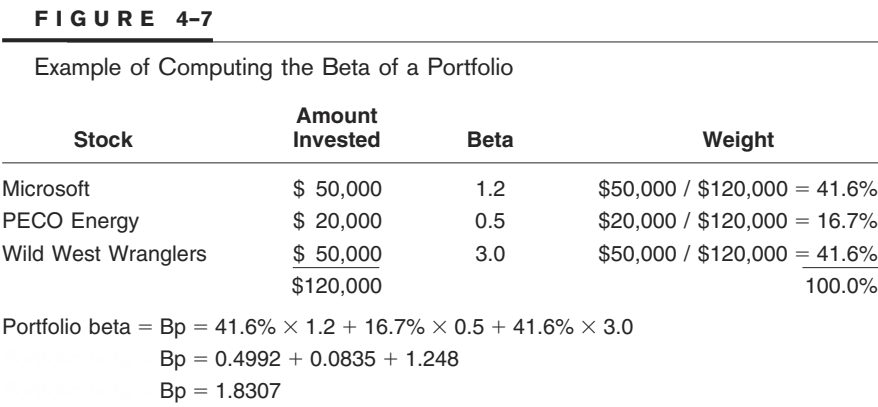 FIGURE 4–7
Example of Computing the Beta of a Portfolio
Amount
Stock Invested Beta Weight
Microsoft $ 50,000 1.2 $50,000 / $120,000 = 41.6%
PECO Energy $ 20,000 0.5 $20,000 / $120,000 = 16.7%
Wild West Wranglers $ 50,000 3.0 $50,000 / $120,000 = 41.6%
$120,000 100.0%
Portfolio beta = Bp = 41.6% × 1.2 + 16.7% × 0.5 + 41.6% × 3.0
Bp = 0.4992 + 0.0835 + 1.248
Bp = 1.8307